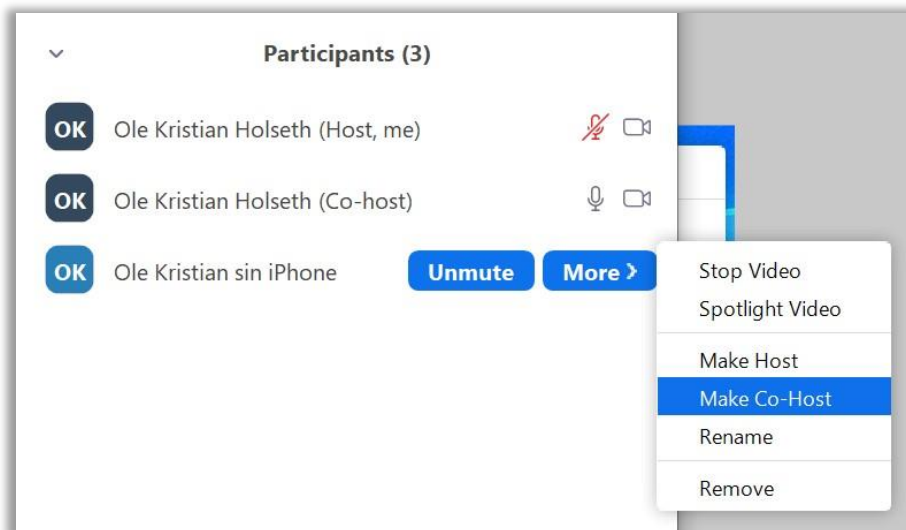 Participants (3)
OK Ole Kristian Holseth (Host, me)
OK Ole Kristian Holseth (Co-host)
OK Ole Kristian sin iPhone Unmute More >
Stop Video
Spotlight Video
Make Host
Make Co-Host
Rename
Remove